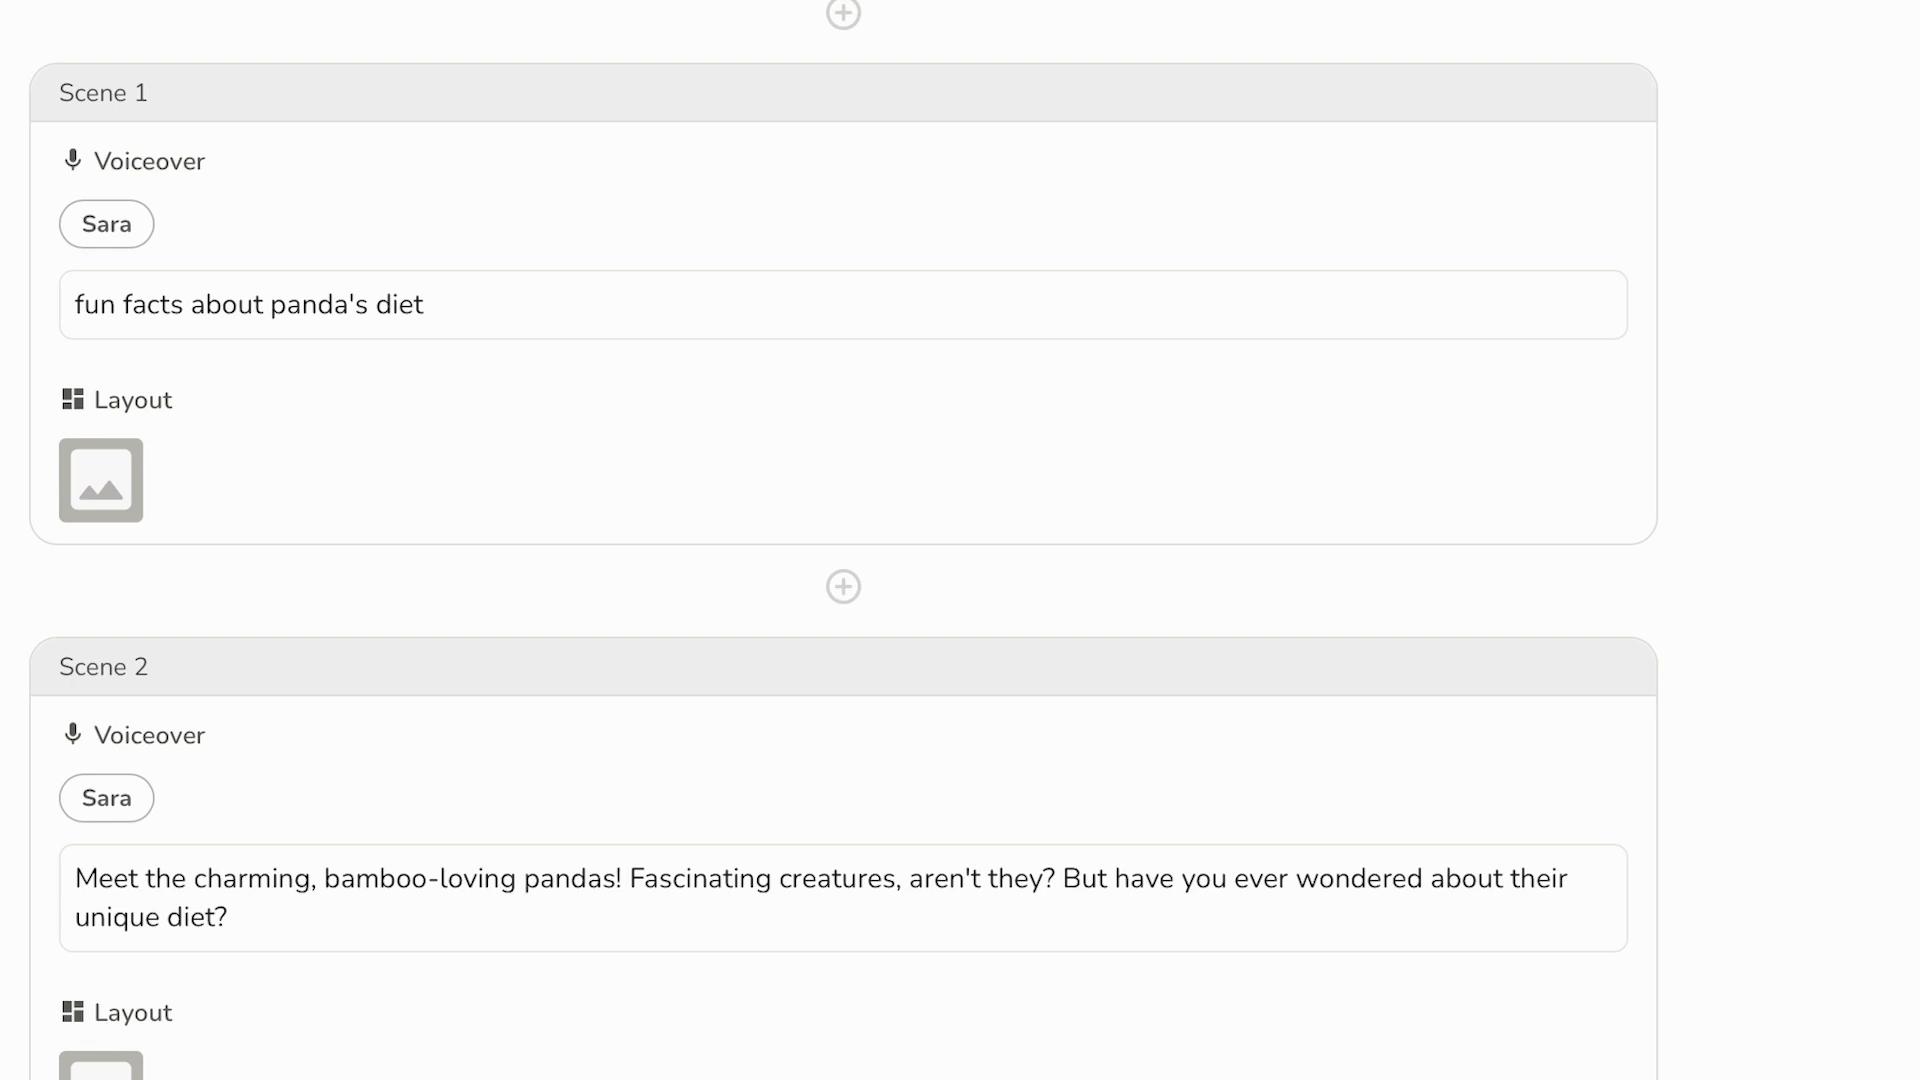 Scene 1
Voiceover
Sara
fun facts about panda's diet
Layout
Scene 2
Voiceover
Sara
Meet the charming, bamboo-loving pandas! Fascinating creatures, aren't they? But have you ever wondered about their
unique diet?
Layout